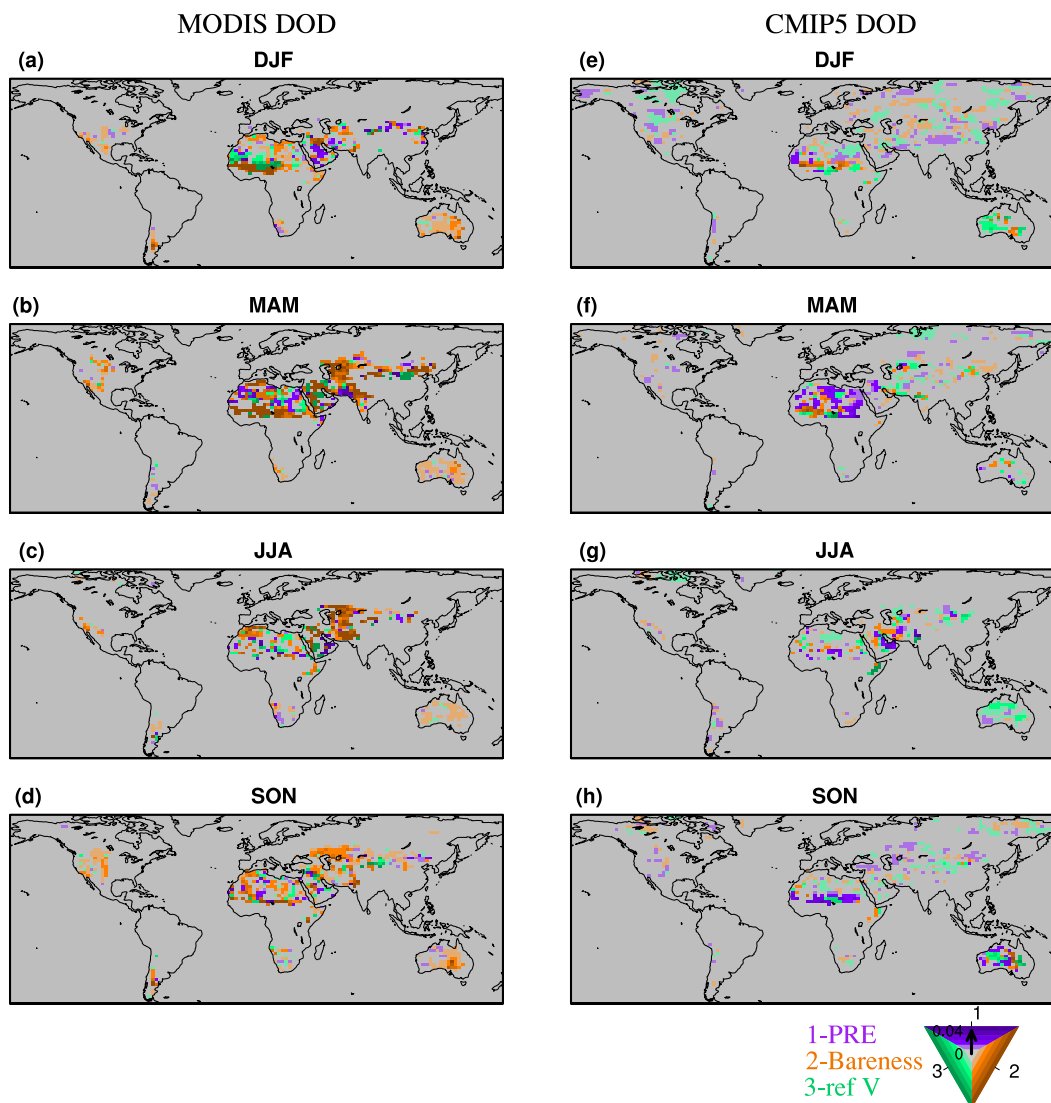 MODIS DOD
CMIP5 DOD
(a) DJF
(e) DJF
(b) MAM
(f) MAM
(c) JJA
(g) JJA
(d) SON
(h) SON
1
1-PRE
0.04
2-Bareness
0
3
2
3-ref V